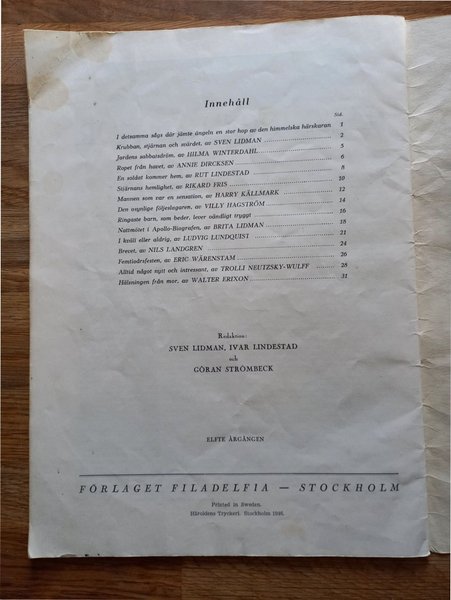 Innehåll
Sid.
I detsamma sågs där jämte ängeln en stor hop av den himmelska härskaran 1
Krubban, stjärnan och svärdet, av SVEN LIDMAN 2
Jordens sabbatsdröm, av HILMA WINTERDAHL 5
Ropet från havet, av ANNIE DIRCKSEN 6
En soldat kommer hem, av RUT LINDESTAD 8
Stjärnans hemlighet, av RIKARD FRIS 10
Mannen som var en sensation, av HARRY KÄLLMARK 12
Den osynlige följeslagaren, av VILLY HAGSTRÖM 14
Ringaste barn, som beder, lever oändligt tryggt 16
Nattmötet i Apollo-Biografen, av BRITA LIDMAN 18
I kväll eller aldrig, av LUDVIG LUNDQUIST 21
Brevet, av NILS LANDGREN 24
Femtiodrsfesten, av ERIC WÄRENSTAM 26
Alltid något nytt och intressant, av TROLLI NEUTZSKY-WULFF 28
Hälsningen från mor, av WALTER ERIXON 31
Redaktion:
SVEN LIDMAN, IVAR LINDESTAD
och
GÖRAN STRÖMBECK
ELFTE ÅRGÅNGEN
FÖRLAGET FILADELFIA — STOCKHOLM
Printed in Sweden.
Häroldens Tryckeri. Stockholm 1946.